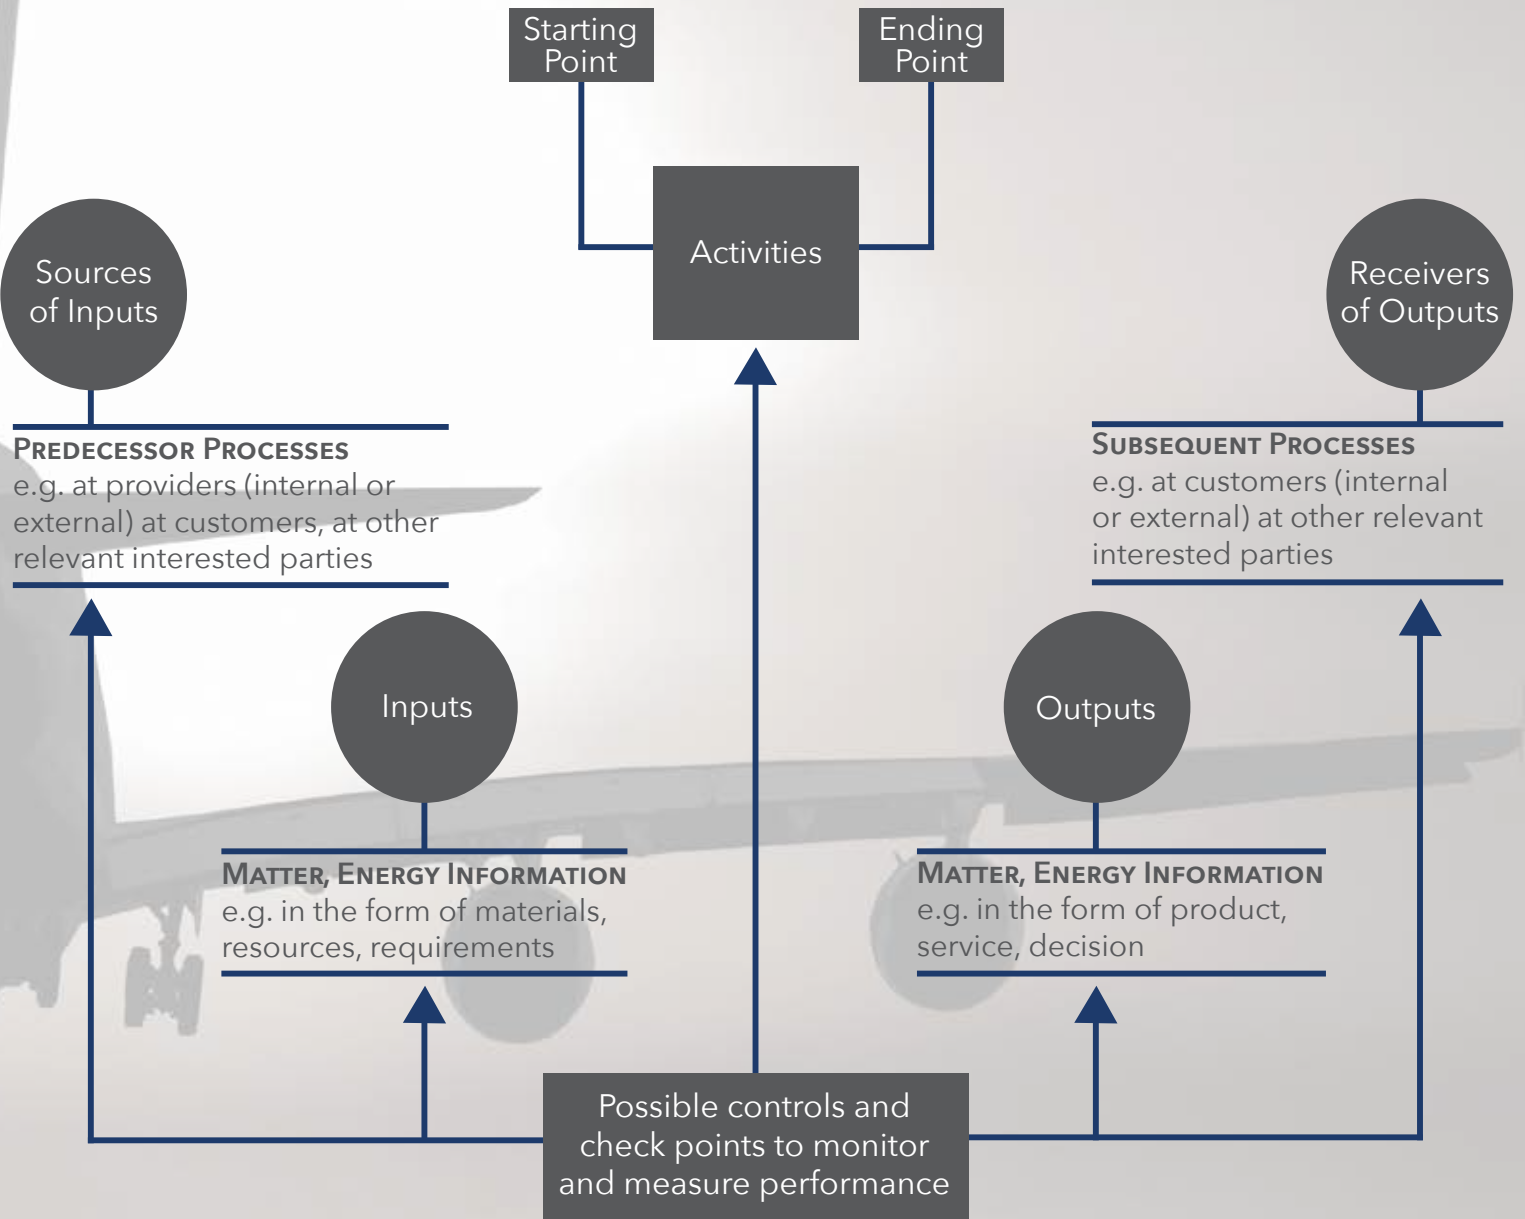 Starting
Point
Ending
Point
Activities
Sources
of Inputs
Receivers
of Outputs
PREDECESSOR PROCESSES
e.g. at providers (internal or
external) at customers, at other
relevant interested parties
SUBSEQUENT PROCESSES
e.g. at customers (internal
or external) at other relevant
interested parties
Inputs
Outputs
MATTER, ENERGY INFORMATION
e.g. in the form of materials,
resources, requirements
MATTER, ENERGY INFORMATION
e.g. in the form of product,
service, decision
Possible controls and
check points to monitor
and measure performance